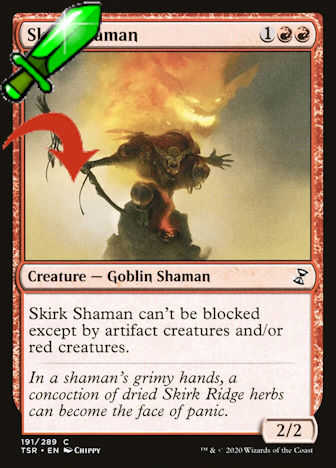 Skirk Shaman 1
Creature — Goblin Shaman
Skirk Shaman can't be blocked
except by artifact creatures and/or
red creatures.
In a shaman's grimy hands, a
concoction of dried Skirk Ridge herbs
can become the face of panic.
2/2
191/289 C
TSR • EN CHIPPY
™ & © 2020 Wizards of the Coast